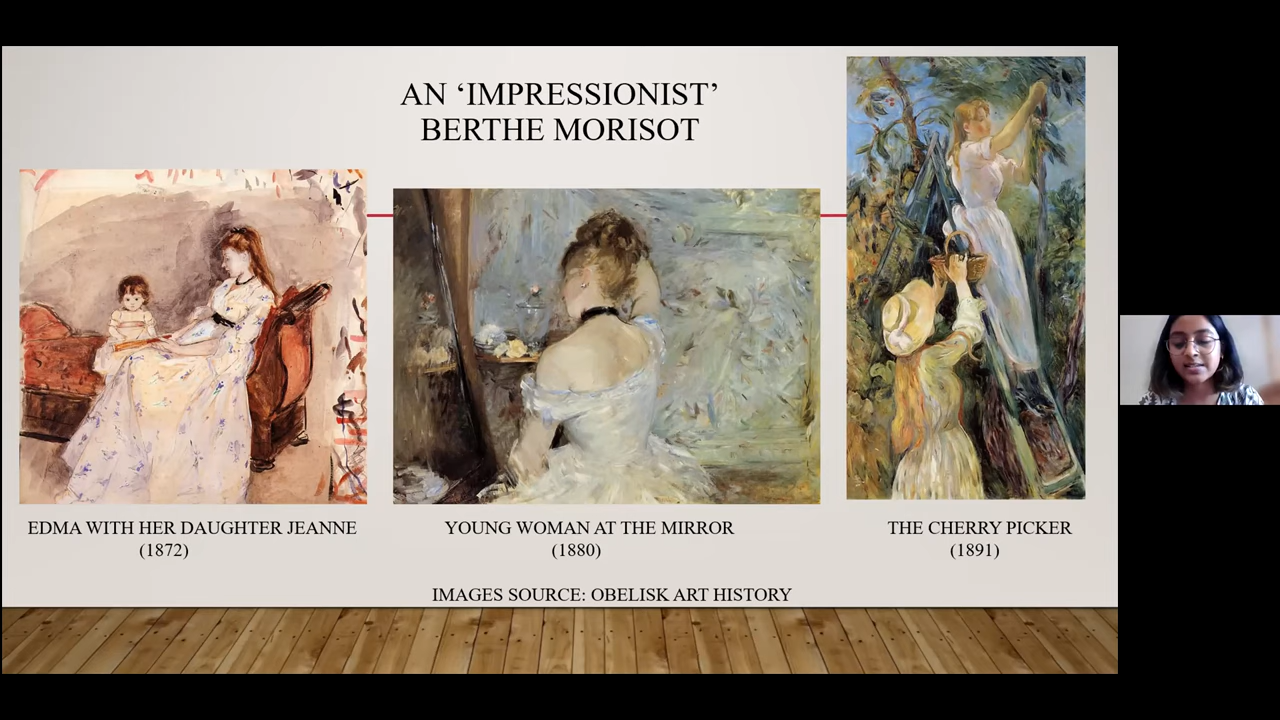 AN ‘IMPRESSIONIST’
BERTHE MORISOT
EDMA WITH HER DAUGHTER JEANNE
(1872)
YOUNG WOMAN AT THE MIRROR
(1880)
THE CHERRY PICKER
(1891)
IMAGES SOURCE: OBELISK ART HISTORY